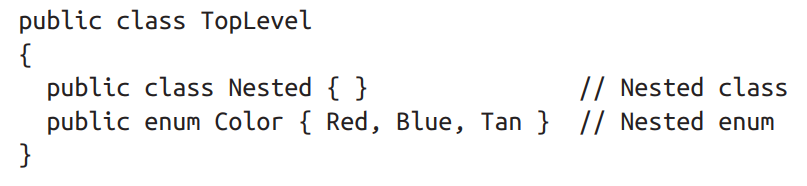 public class TopLevel
{
  public class Nested { }               // Nested class
  public enum Color { Red, Blue, Tan }  // Nested enum
}